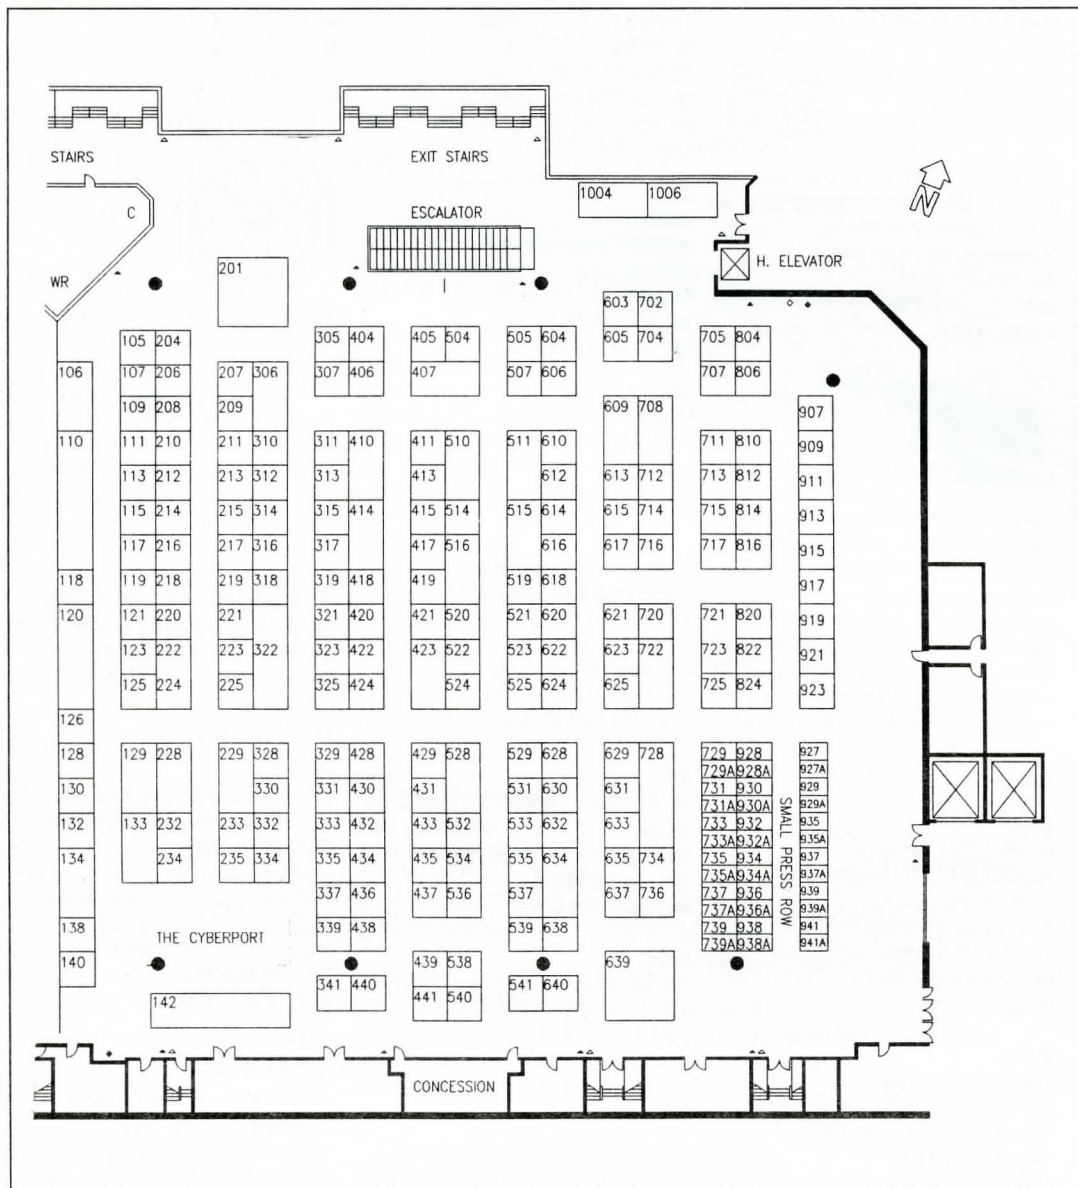 STAIRS EXIT STAIRS
1004 1006
C ESCALATOR N
WR 201 H. ELEVATOR
603 702
105 204 305 404 405 504 505 604 605 704 705 804
106 107 206 207 306 307 406 407 507 606 707 806
109 208 209 609 708 907
110 111 210 211 310 311 410 411 510 511 610 711 810 909
113 212 213 312 313 413 612 613 712 713 812 911
115 214 215 314 315 414 415 514 515 614 615 714 715 814 913
117 216 217 316 317 417 516 616 617 716 717 816 915
118 119 218 219 318 319 418 419 519 618 917
120 121 220 221 321 420 421 520 521 620 621 720 721 820 919
123 222 223 322 323 422 423 522 523 622 623 722 723 822 921
125 224 225 325 424 524 525 624 625 725 824 923
126
128 129 228 229 328 329 428 429 528 529 628 629 728 729 928 927
729A 928A 927A
130 330 331 430 431 531 630 631 731 930 929
731A 930A 929A
132 133 232 233 332 333 432 433 532 533 632 633 733 932 935
733A 932A 935A
134 234 235 334 335 434 435 534 535 634 635 734 735 934 937
735A 934A 937A
337 436 437 536 537 637 736 737 936 939
737A 936A 939A
138 339 438 539 638 739 938 941
739A 938A 941A
SMALL PRESS ROW
THE CYBERPORT
140 439 538 639
142 341 440 441 540 541 640
CONCESSION